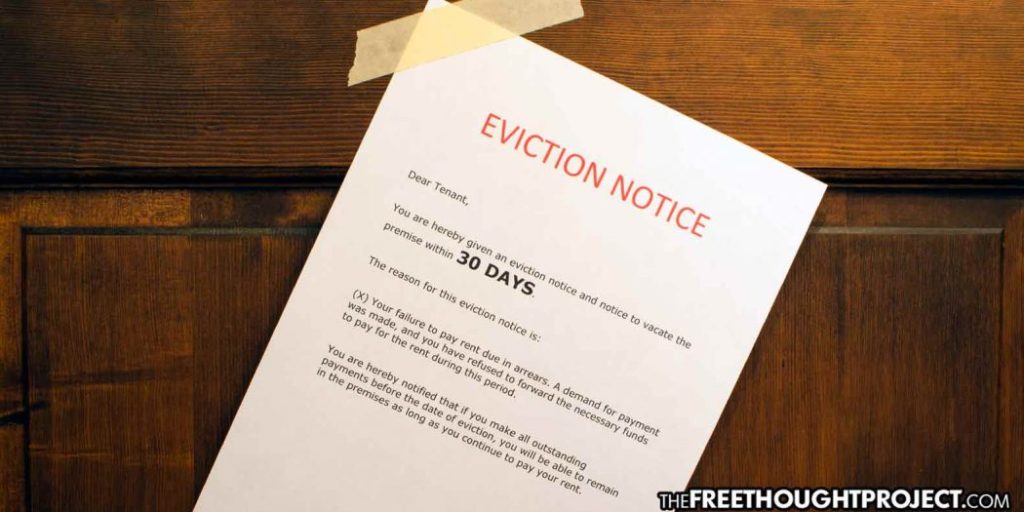 EVICTION NOTICE
Dear Tenant,
You are hereby given an eviction notice and notice to vacate the
premise within 30 DAYS.
The reason for this eviction notice is:
(X) Your failure to pay rent due in arrears. A demand for payment
was made, and you have refused to forward the necessary funds
to pay for the rent during this period.
You are hereby notified that if you make all outstanding
payments before the date of eviction, you will be able to remain
in the premises as long as you continue to pay your rent.
THEFREETHOUGHTPROJECT.COM